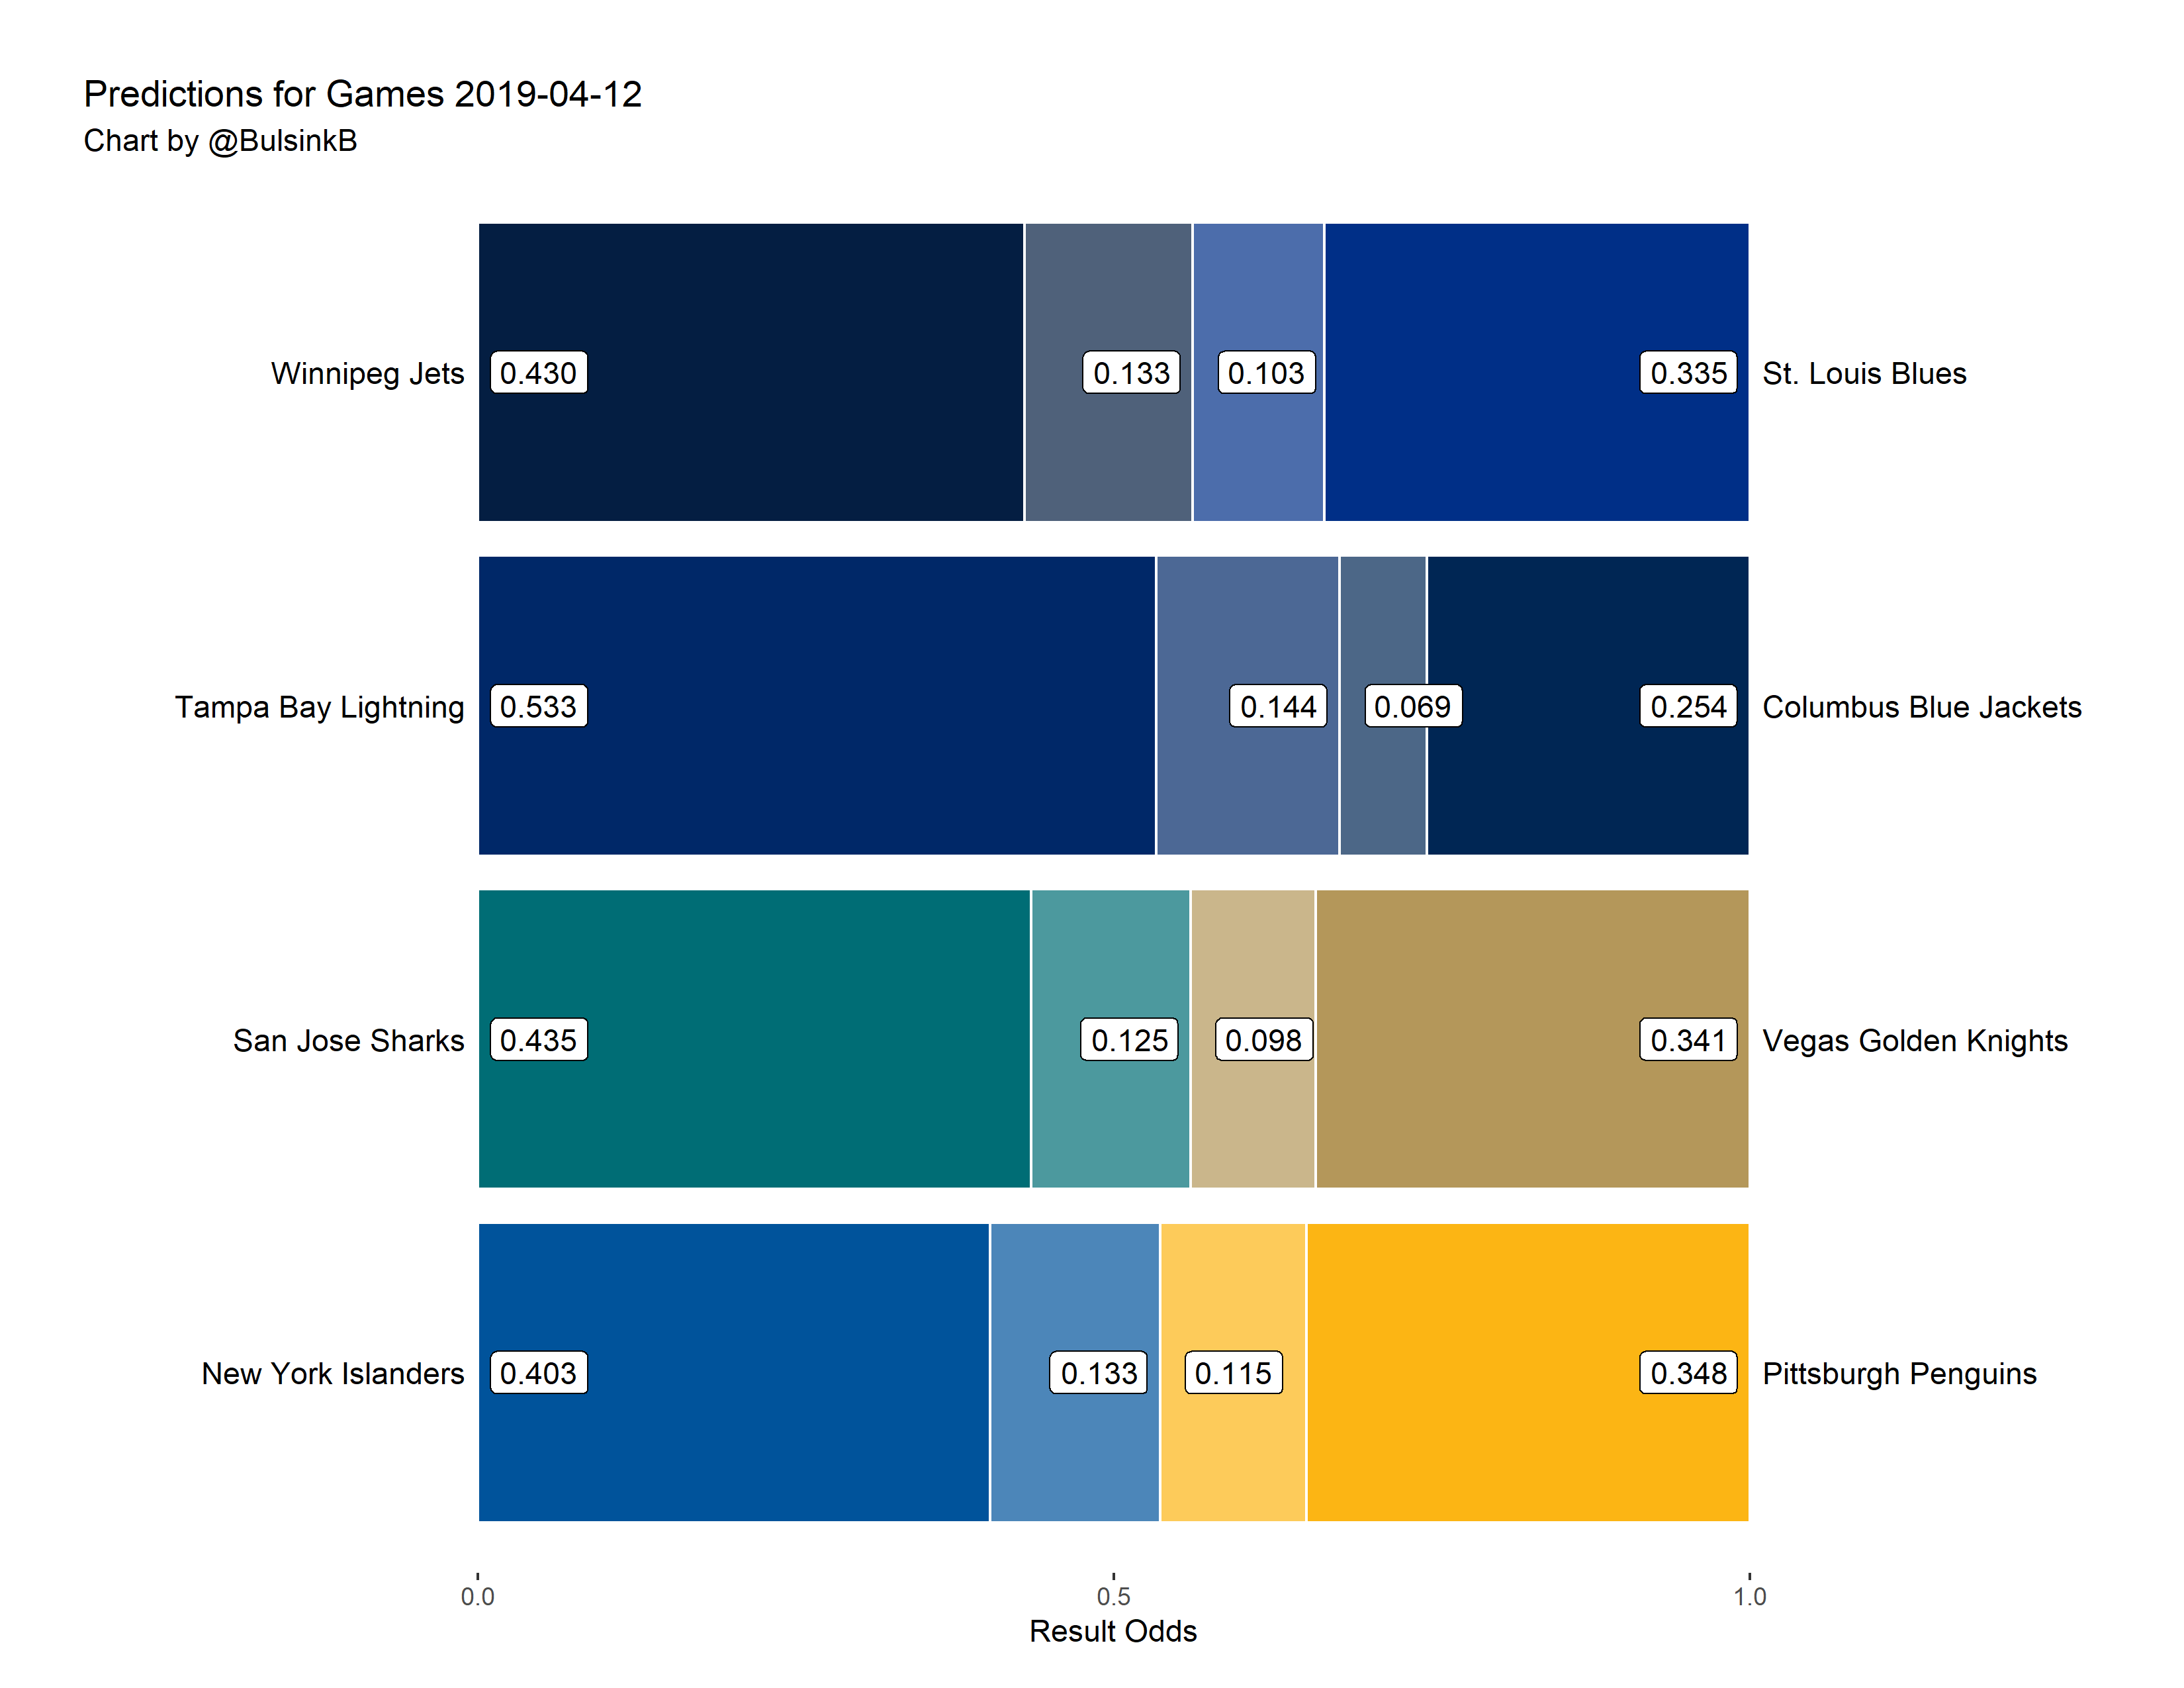 Predictions for Games 2019-04-12
Chart by @BulsinkB
Winnipeg Jets 0.430 0.133 0.103 0.335 St. Louis Blues
Tampa Bay Lightning 0.533 0.144 0.069 0.254 Columbus Blue Jackets
San Jose Sharks 0.435 0.125 0.098 0.341 Vegas Golden Knights
New York Islanders 0.403 0.133 0.115 0.348 Pittsburgh Penguins
0.0 0.5 1.0
Result Odds